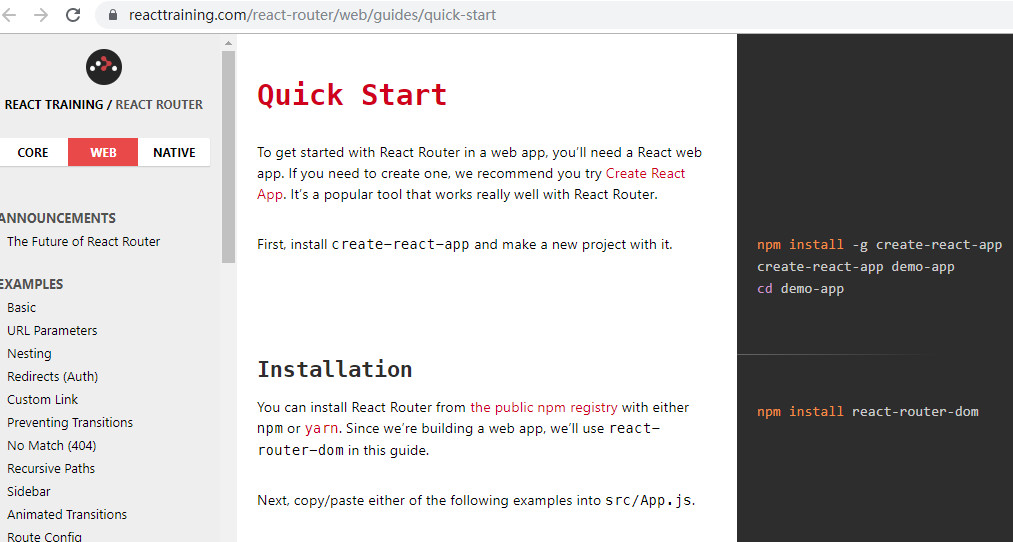 reacttraining.com/react-router/web/guides/quick-start
REACT TRAINING / REACT ROUTER
CORE WEB NATIVE
ANNOUNCEMENTS
The Future of React Router
EXAMPLES
Basic
URL Parameters
Nesting
Redirects (Auth)
Custom Link
Preventing Transitions
No Match (404)
Recursive Paths
Sidebar
Animated Transitions
Route Config
Quick Start
To get started with React Router in a web app, you’ll need a React web
app. If you need to create one, we recommend you try Create React
App. It’s a popular tool that works really well with React Router.
First, install create-react-app and make a new project with it.
npm install -g create-react-app
create-react-app demo-app
cd demo-app
Installation
You can install React Router from the public npm registry with either
npm or yarn. Since we’re building a web app, we’ll use react-
router-dom in this guide.
npm install react-router-dom
Next, copy/paste either of the following examples into src/App.js.